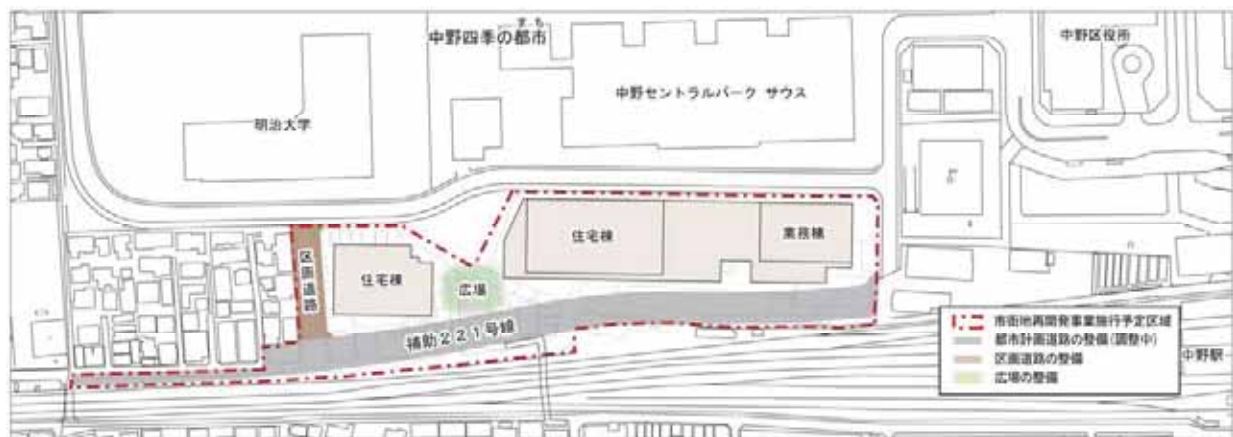 まち
中野四季の都市
中野区役所
中野セントラルパーク サウス
明治大学
住宅棟
業務棟
区画道路
住宅棟
広場
補助221号線
市街地再開発事業施行予定区域
都市計画道路の整備(調整中)
区画道路の整備
広場の整備
中野駅